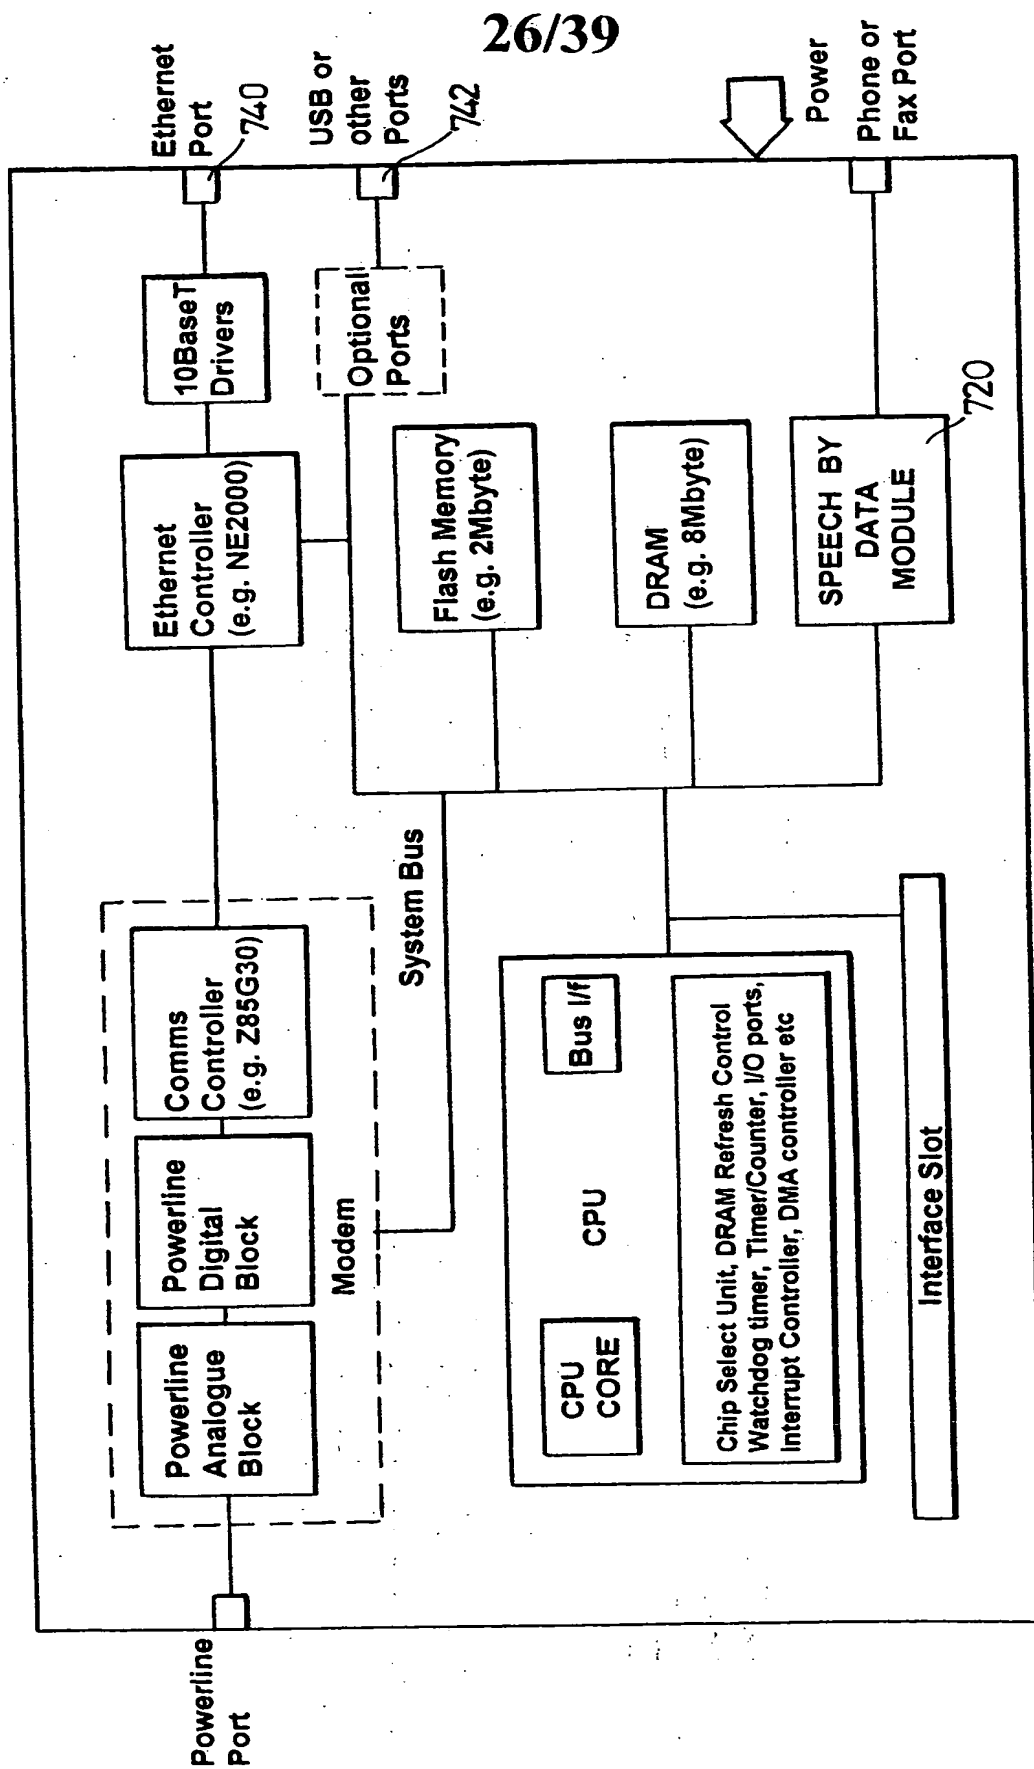 26/39
Powerline
Port
Powerline
Analogue
Block
Powerline
Digital
Block
Comms
Controller
(e.g. Z85G30)
Modem
Ethernet
Controller
(e.g. NE2000)
10BaseT
Drivers
Ethernet
Port
740
System Bus
Optional
Ports
USB or
other
Ports
742
Flash Memory
(e.g. 2Mbyte)
DRAM
(e.g. 8Mbyte)
SPEECH BY
DATA
MODULE
720
Power
Phone or
Fax Port
CPU
CORE
CPU
Bus I/f
Chip Select Unit, DRAM Refresh Control
Watchdog timer, Timer/Counter, I/O ports,
Interrupt Controller, DMA controller etc
Interface Slot